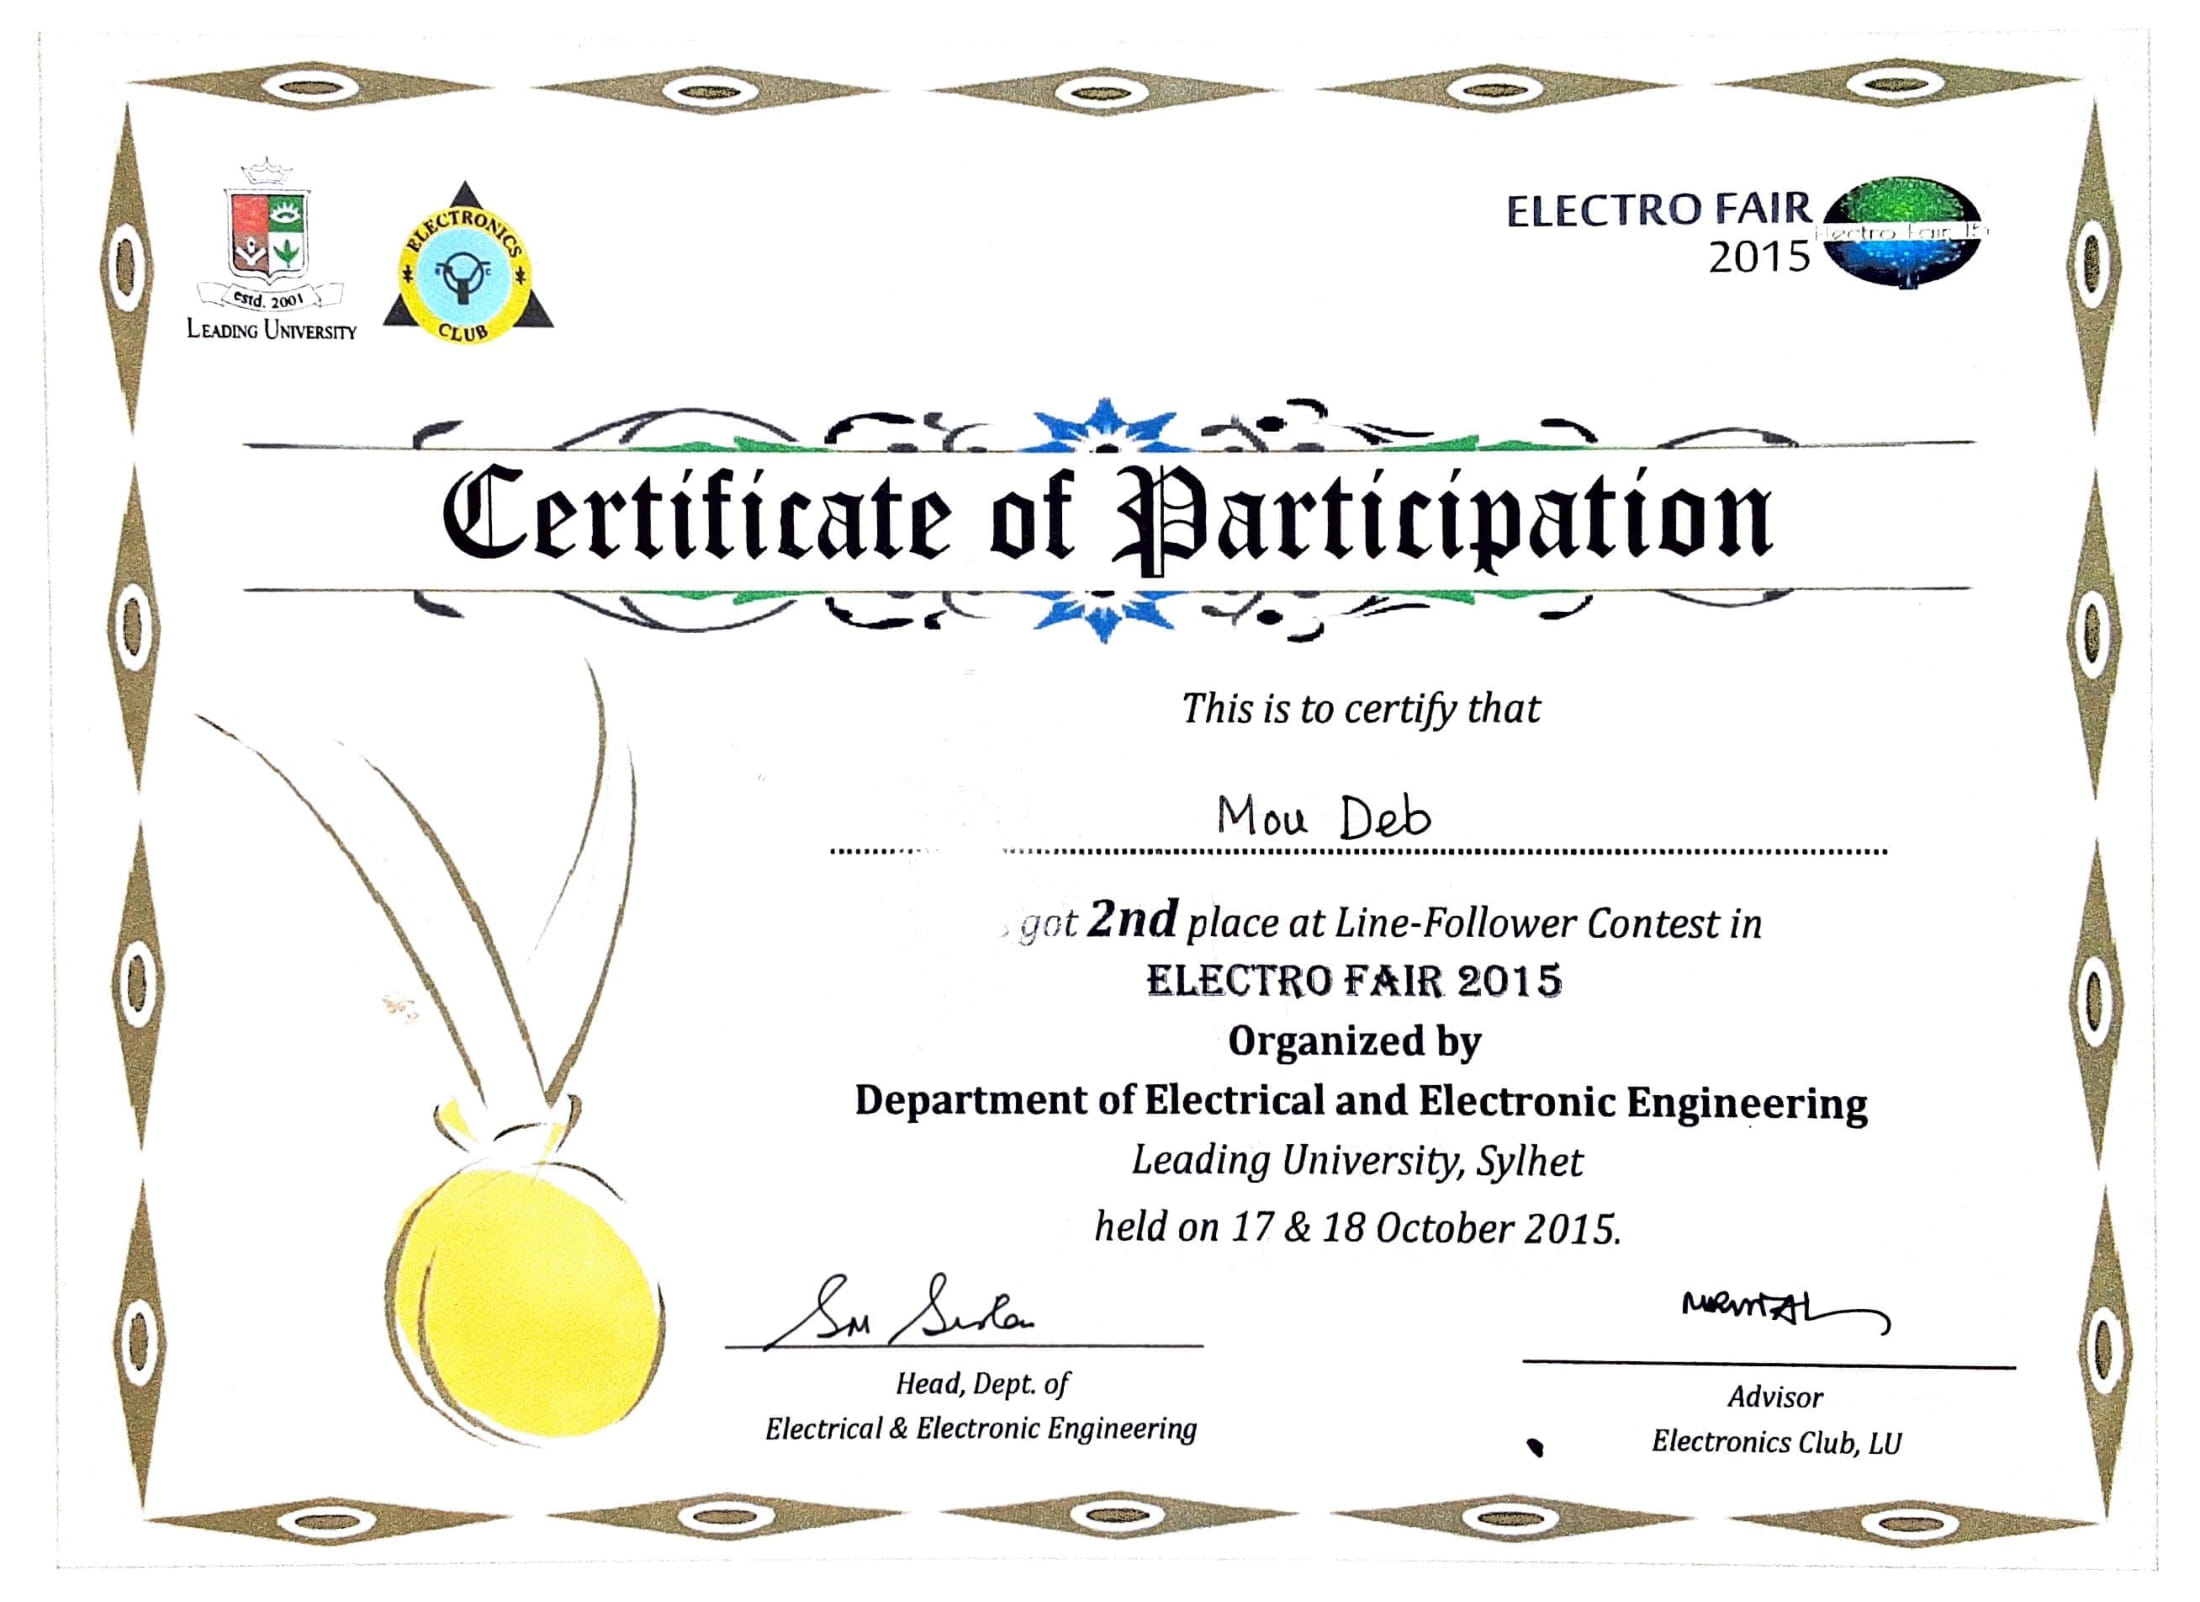 estd. 2001
LEADING UNIVERSITY
ELECTRONICS
CLUB
ELECTRO FAIR
2015
Electro Fair 15
Certificate of Participation
This is to certify that
Mou Deb
got 2nd place at Line-Follower Contest in
ELECTRO FAIR 2015
Organized by
Department of Electrical and Electronic Engineering
Leading University, Sylhet
held on 17 & 18 October 2015.
Head, Dept. of
Electrical & Electronic Engineering
Advisor
Electronics Club, LU